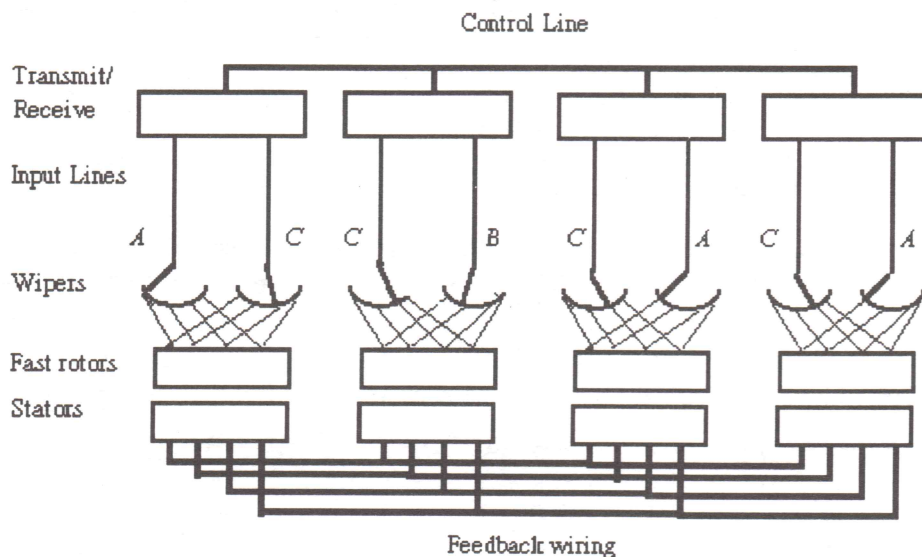 Control Line
Transmit/
Receive
Input Lines
A C C B C A C A
Wipers
Fast rotors
Stators
Feedback wiring